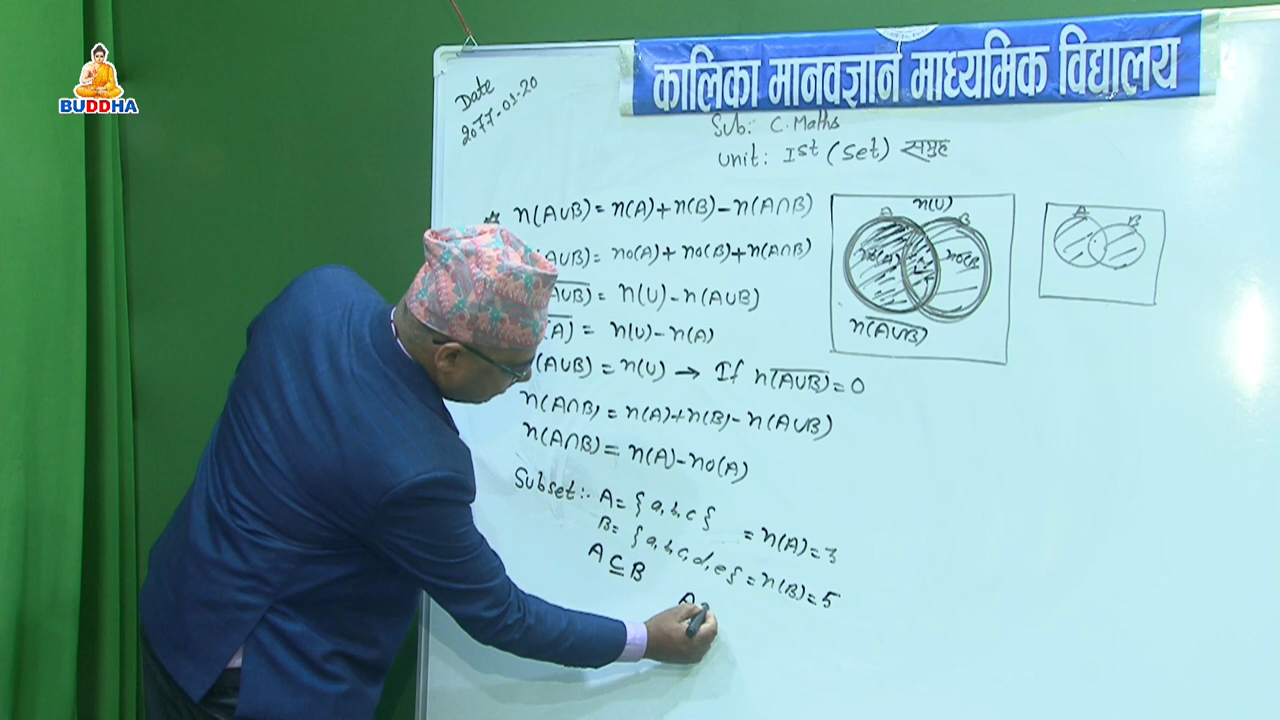 BUDDHA
कालिका मानवज्ञान माध्यमिक विद्यालय
Date
2077-01-20
Sub: C. Maths
Unit: Ist (Set) समुह
n(A∪B) = n(A)+n(B)-n(A∩B)
(A∪B) = no(A)+no(B)+n(A∩B)
A∪B) = n(U)-n(A∪B)
(A) = n(U)-n(A)
(A∪B) = n(U) → If n(A∪B) = 0
n(A∩B) = n(A)+n(B)-n(A∪B)
n(A∩B) = n(A)-no(A)
Subset:- A = {a,b,c} = n(A) = 3
B = {a,b,c,d,e} = n(B) = 5
A ⊆ B
A
n(U)
A B
no(A) no(B
n(A∪B)
A B